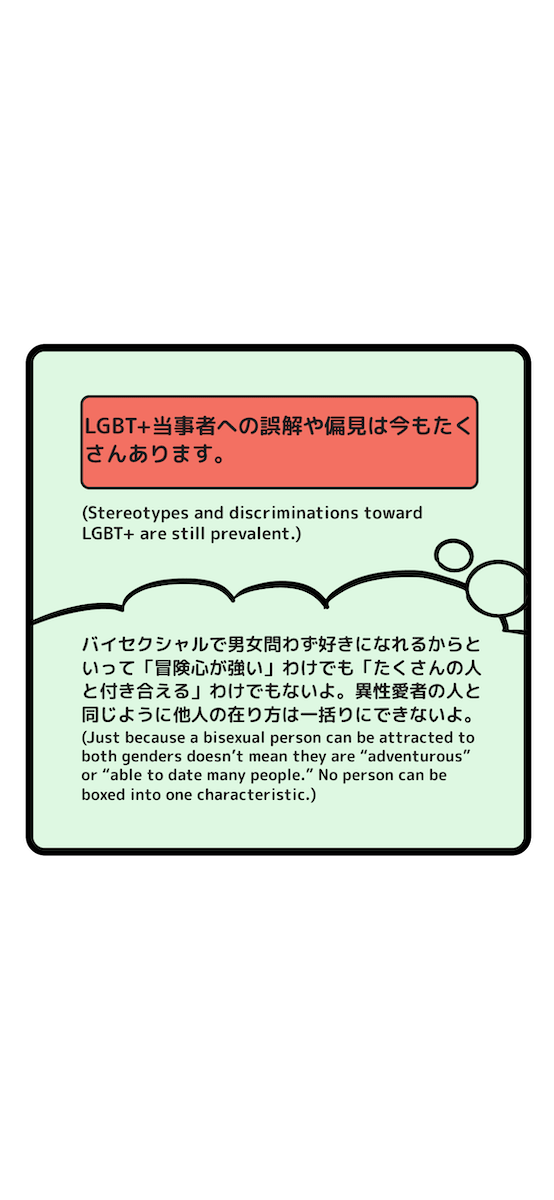 LGBT+当事者への誤解や偏見は今もたく
さんあります。
(Stereotypes and discriminations toward
LGBT+ are still prevalent.)
バイセクシャルで男女問わず好きになれるからと
いって「冒険心が強い」わけでも「たくさんの人
と付き合える」わけでもないよ。異性愛者の人と
同じように他人の在り方は一括りにできないよ。
(Just because a bisexual person can be attracted to
both genders doesn’t mean they are “adventurous”
or “able to date many people.” No person can be
boxed into one characteristic.)